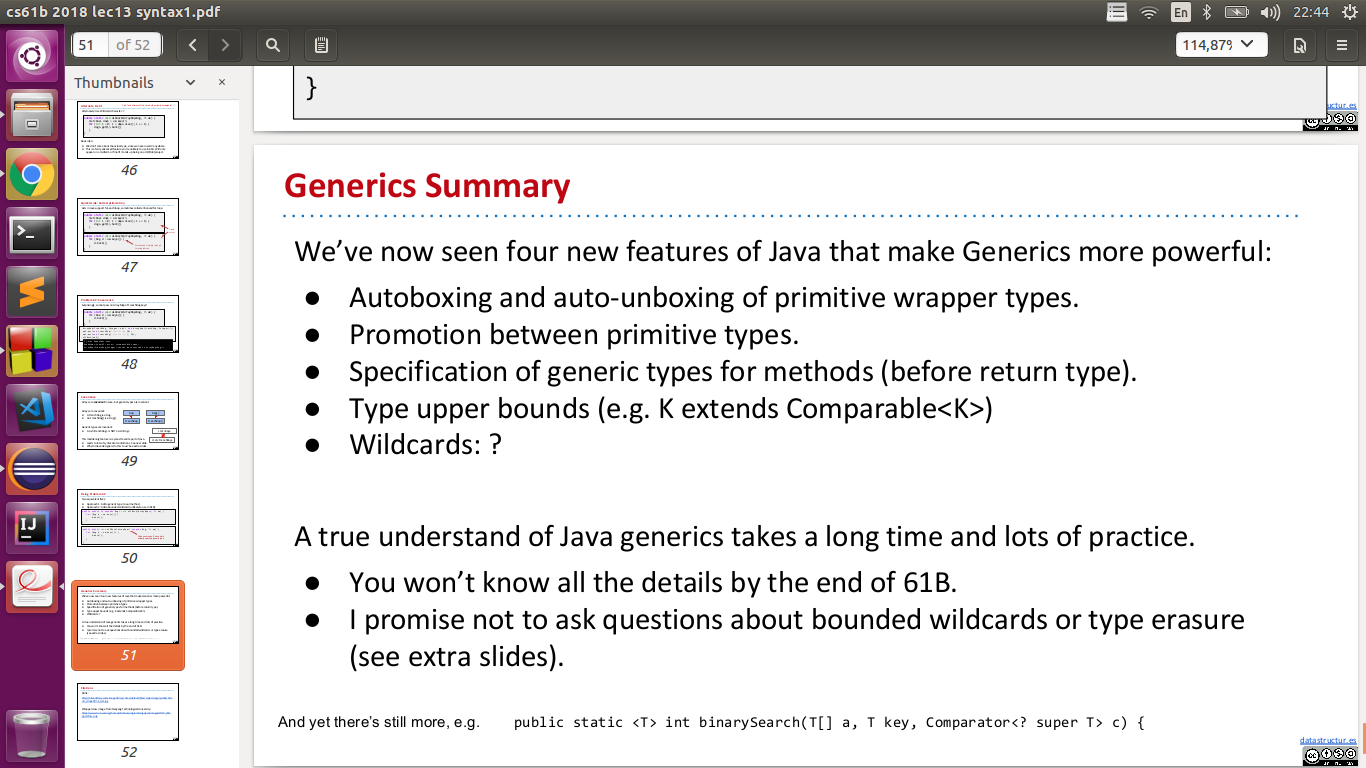 cs61b 2018 lec13 syntax1.pdf
En
22:44
51 of 52
114,87%
Thumbnails
46
47
48
49
50
51
52
}
Generics Summary
We've now seen four new features of Java that make Generics more powerful:
● Autoboxing and auto-unboxing of primitive wrapper types.
● Promotion between primitive types.
● Specification of generic types for methods (before return type).
● Type upper bounds (e.g. K extends Comparable<K>)
● Wildcards: ?
A true understand of Java generics takes a long time and lots of practice.
● You won't know all the details by the end of 61B.
● I promise not to ask questions about bounded wildcards or type erasure
(see extra slides).
And yet there's still more, e.g. public static <T> int binarySearch(T[] a, T key, Comparator<? super T> c) {
datastructur.es